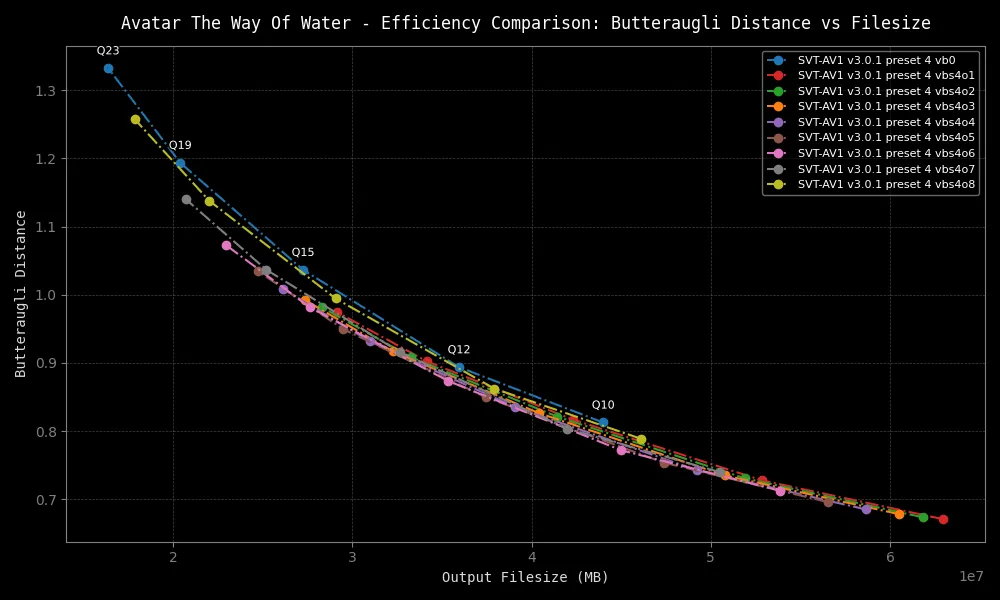 Avatar The Way Of Water - Efficiency Comparison: Butteraugli Distance vs Filesize
Q23
Q19
Q15
Q12
Q10
SVT-AV1 v3.0.1 preset 4 vb0
SVT-AV1 v3.0.1 preset 4 vbs4o1
SVT-AV1 v3.0.1 preset 4 vbs4o2
SVT-AV1 v3.0.1 preset 4 vbs4o3
SVT-AV1 v3.0.1 preset 4 vbs4o4
SVT-AV1 v3.0.1 preset 4 vbs4o5
SVT-AV1 v3.0.1 preset 4 vbs4o6
SVT-AV1 v3.0.1 preset 4 vbs4o7
SVT-AV1 v3.0.1 preset 4 vbs4o8
Butteraugli Distance
1.3
1.2
1.1
1.0
0.9
0.8
0.7
2 3 4 5 6
1e7
Output Filesize (MB)